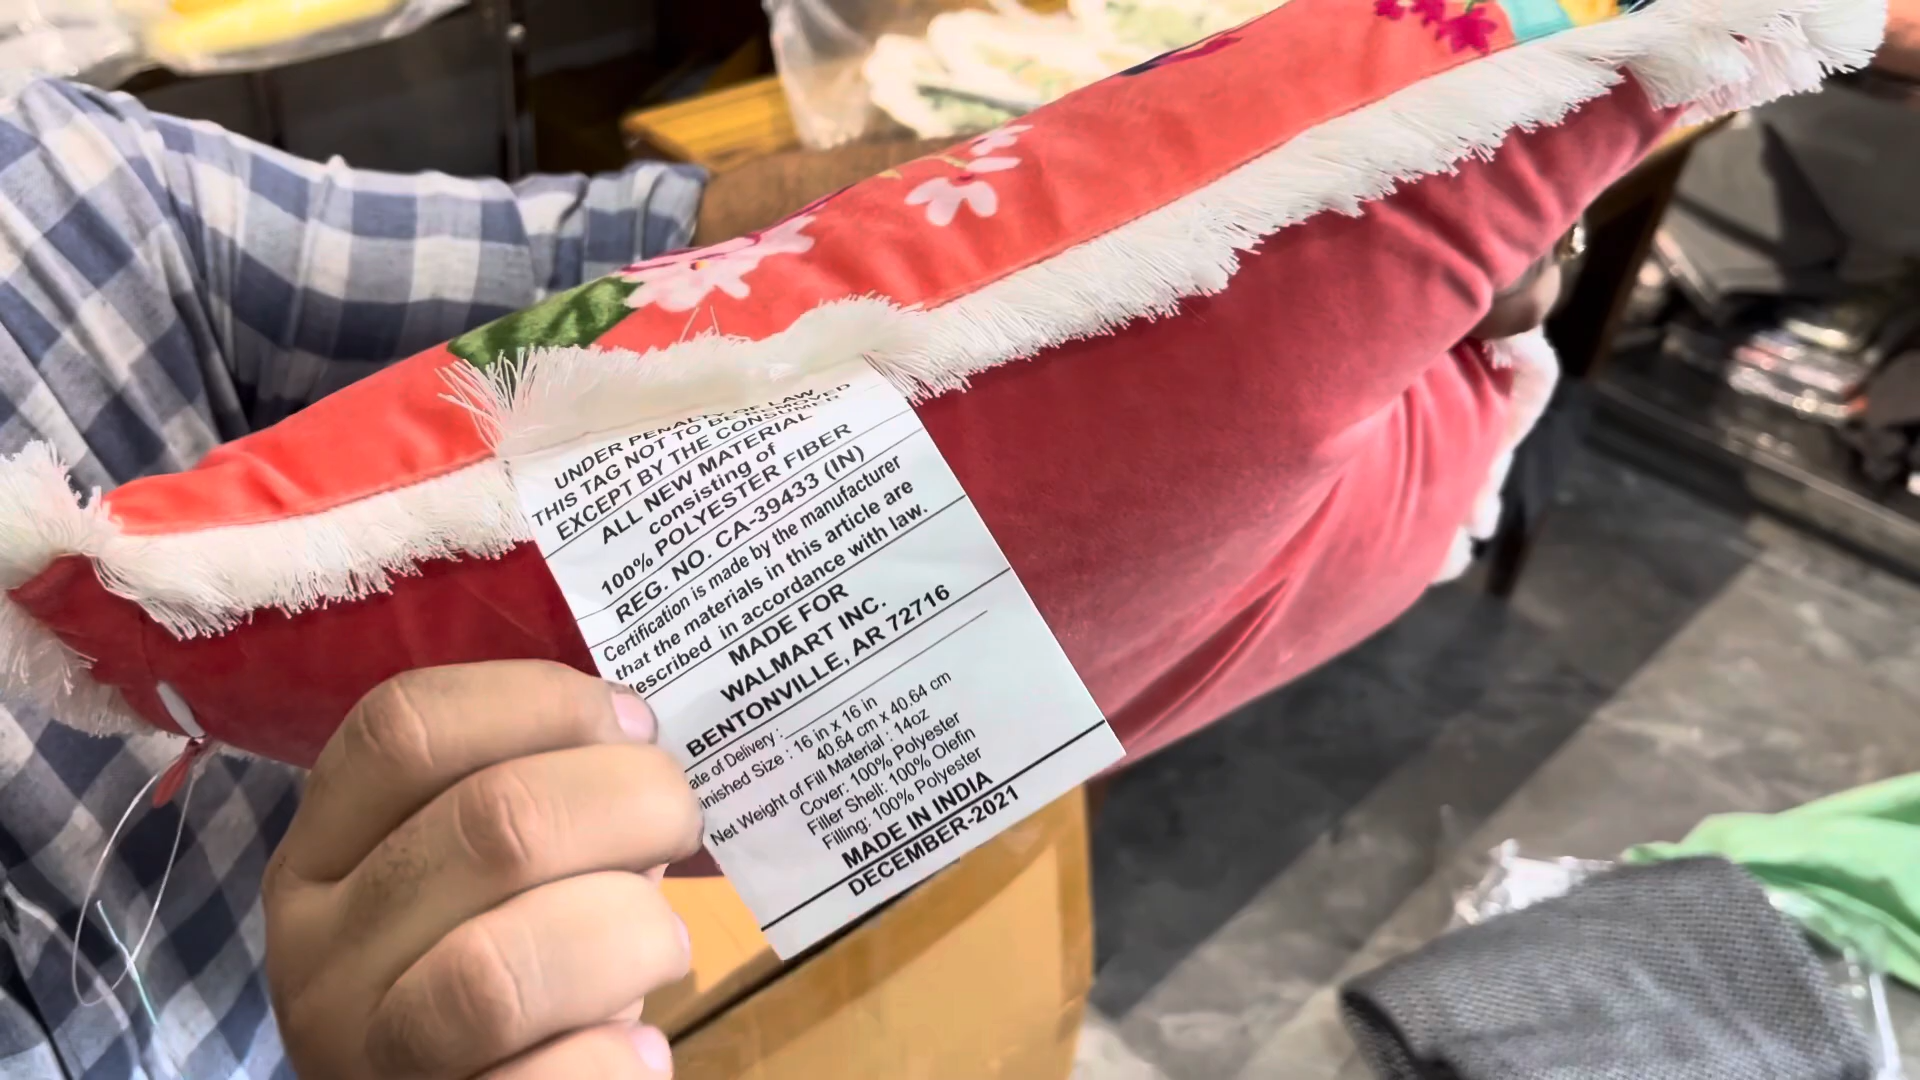 UNDER PENALTY OF LAW
THIS TAG NOT TO BE REMOVED
EXCEPT BY THE CONSUMER
ALL NEW MATERIAL
consisting of
100% POLYESTER FIBER
REG. NO. CA-39433 (IN)
Certification is made by the manufacturer
that the materials in this article are
described in accordance with law.
MADE FOR
WALMART INC.
BENTONVILLE, AR 72716
ate of Delivery :
inished Size : 16 in x 16 in
40.64 cm x 40.64 cm
Net Weight of Fill Material : 14oz
Cover: 100% Polyester
Filler Shell: 100% Olefin
Filling: 100% Polyester
MADE IN INDIA
DECEMBER-2021